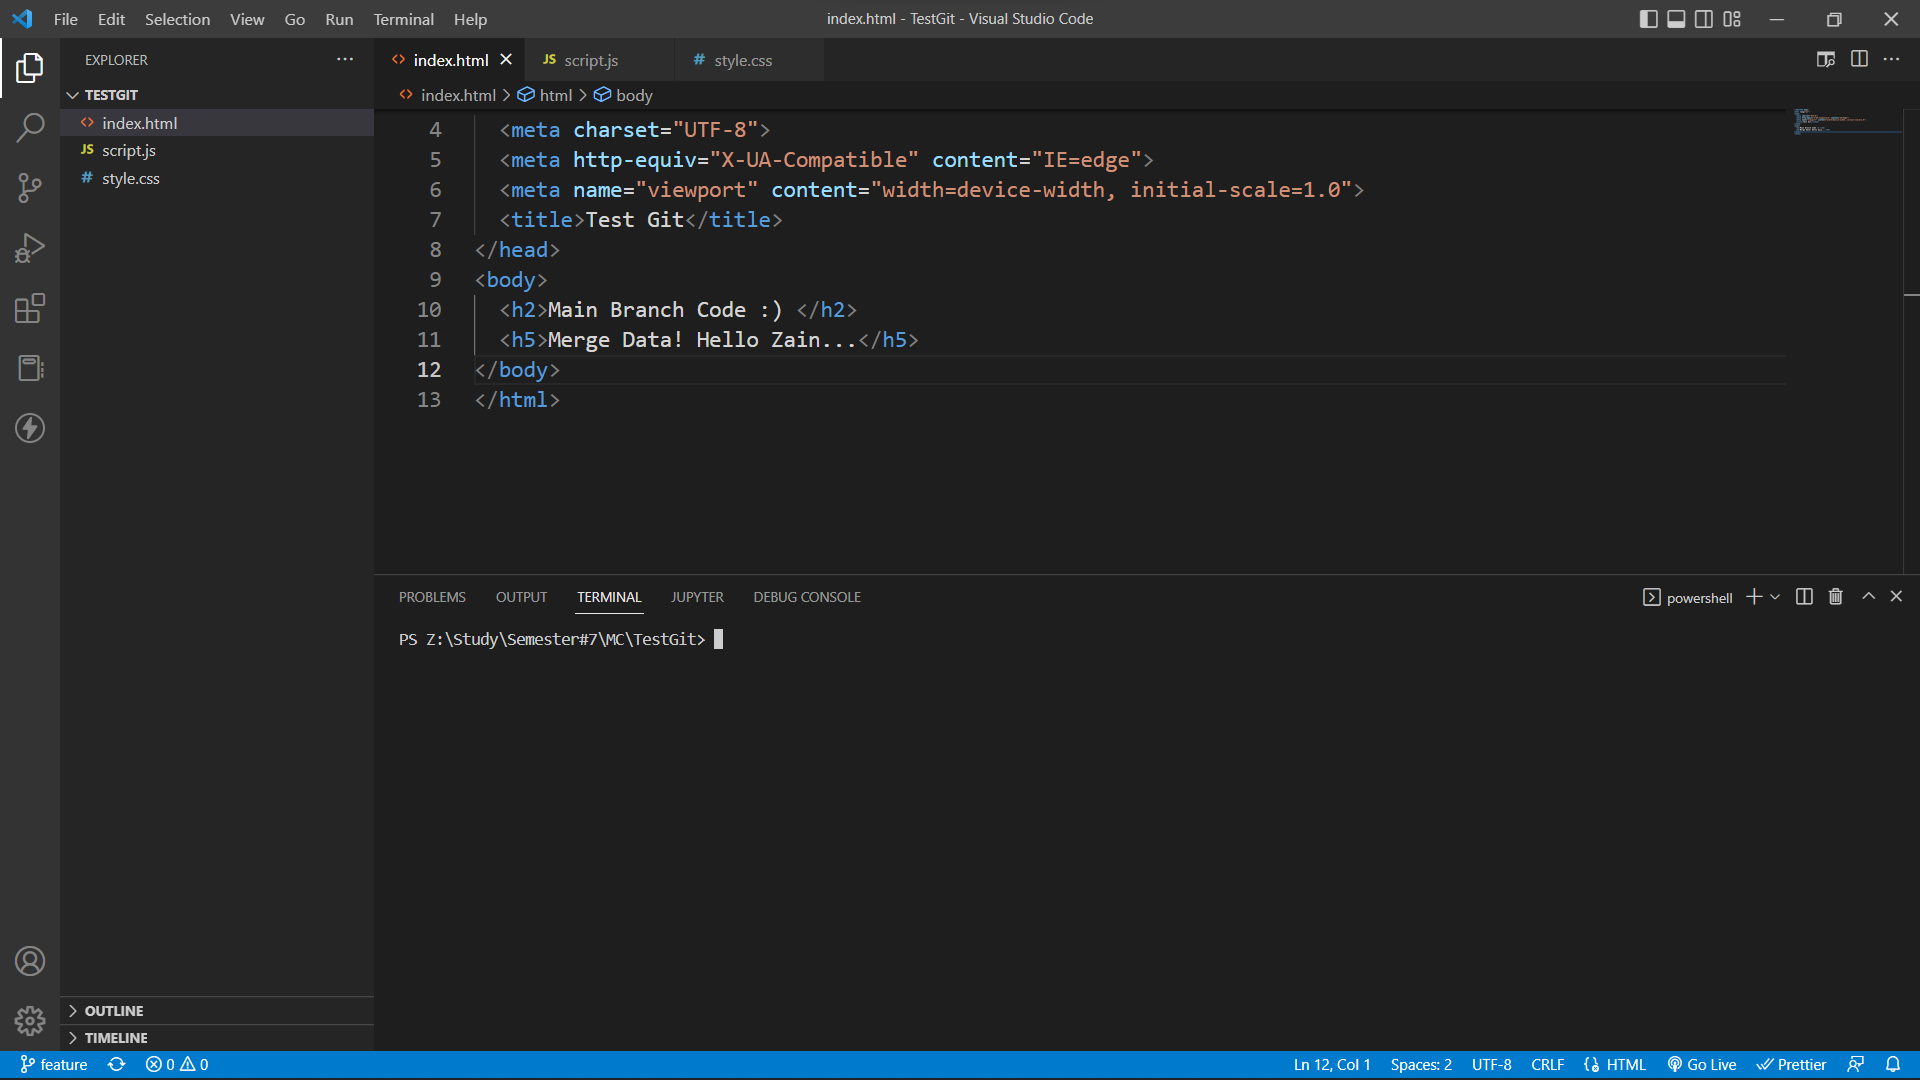 File Edit Selection View Go Run Terminal Help
index.html - TestGit - Visual Studio Code
EXPLORER
TESTGIT
index.html
JS script.js
# style.css
OUTLINE
TIMELINE
index.html
JS script.js
# style.css
index.html > html > body
4 <meta charset="UTF-8">
5 <meta http-equiv="X-UA-Compatible" content="IE=edge">
6 <meta name="viewport" content="width=device-width, initial-scale=1.0">
7 <title>Test Git</title>
8 </head>
9 <body>
10 <h2>Main Branch Code :) </h2>
11 <h5>Merge Data! Hello Zain...</h5>
12 </body>
13 </html>
PROBLEMS OUTPUT TERMINAL JUPYTER DEBUG CONSOLE
powershell
PS Z:\Study\Semester#7\MC\TestGit>
feature 0 0
Ln 12, Col 1 Spaces: 2 UTF-8 CRLF HTML Go Live Prettier